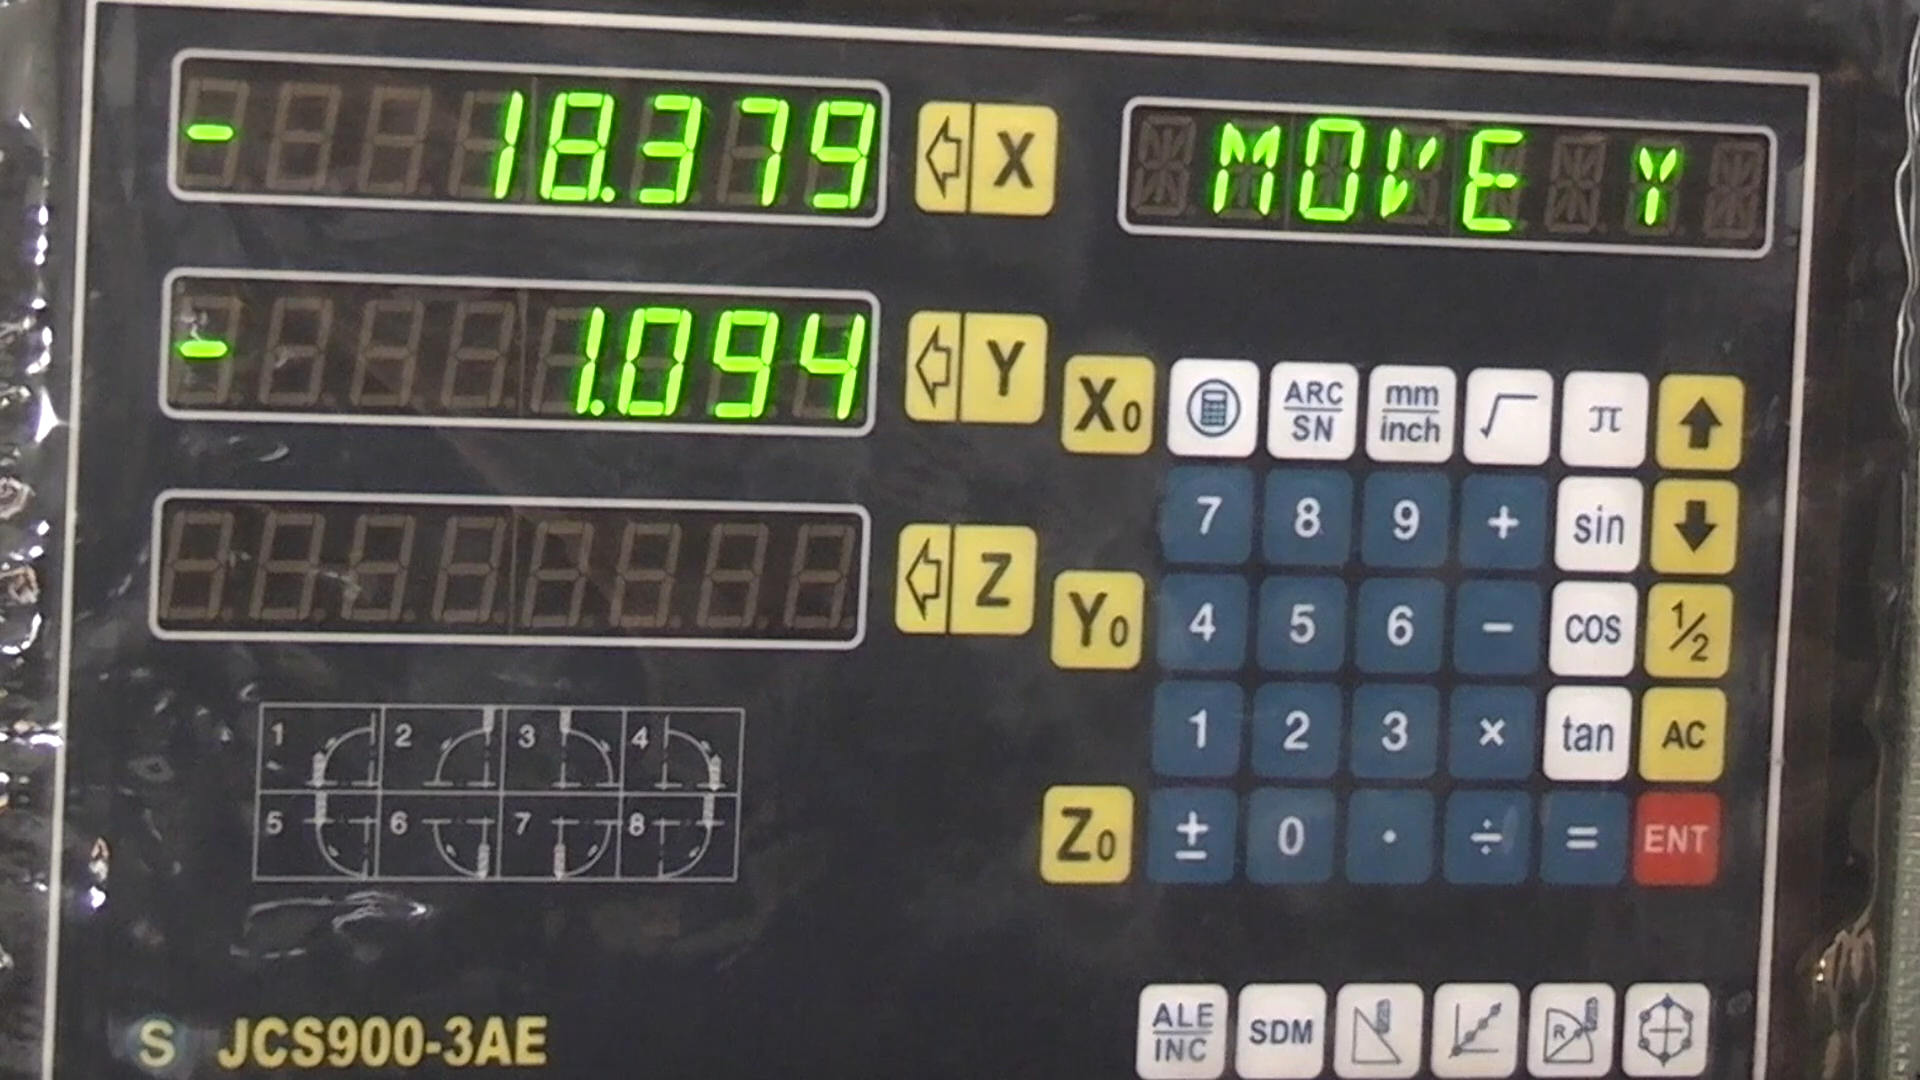 - 18.379
X
MOVE Y
- 1.094
Y
X0
ARC
SN
mm
inch
√
π
7 8 9 + sin
Z
Y0
4 5 6 - cos 1/2
1 2 3 4
1 2 3 × tan AC
5 6 7 8
Z0
± 0 . ÷ = ENT
S JCS900-3AE
ALE
INC
SDM
R